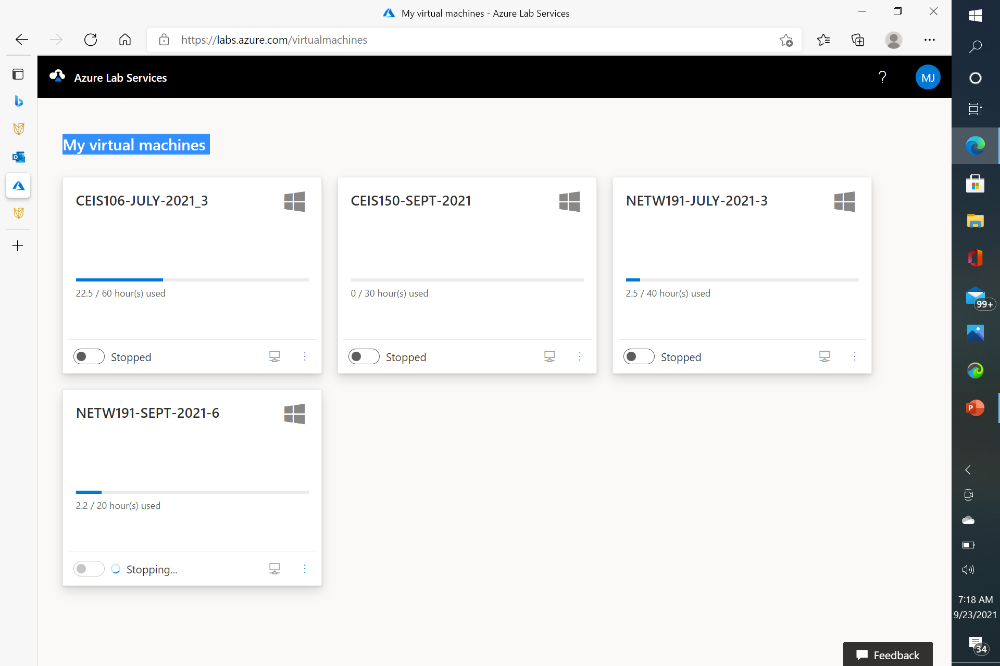 My virtual machines - Azure Lab Services
https://labs.azure.com/virtualmachines
Azure Lab Services
?
MJ
My virtual machines
CEIS106-JULY-2021_3
22.5 / 60 hour(s) used
Stopped
CEIS150-SEPT-2021
0 / 30 hour(s) used
Stopped
NETW191-JULY-2021-3
2.5 / 40 hour(s) used
Stopped
NETW191-SEPT-2021-6
2.2 / 20 hour(s) used
Stopping...
Feedback
99+
P
7:18 AM
9/23/2021
34